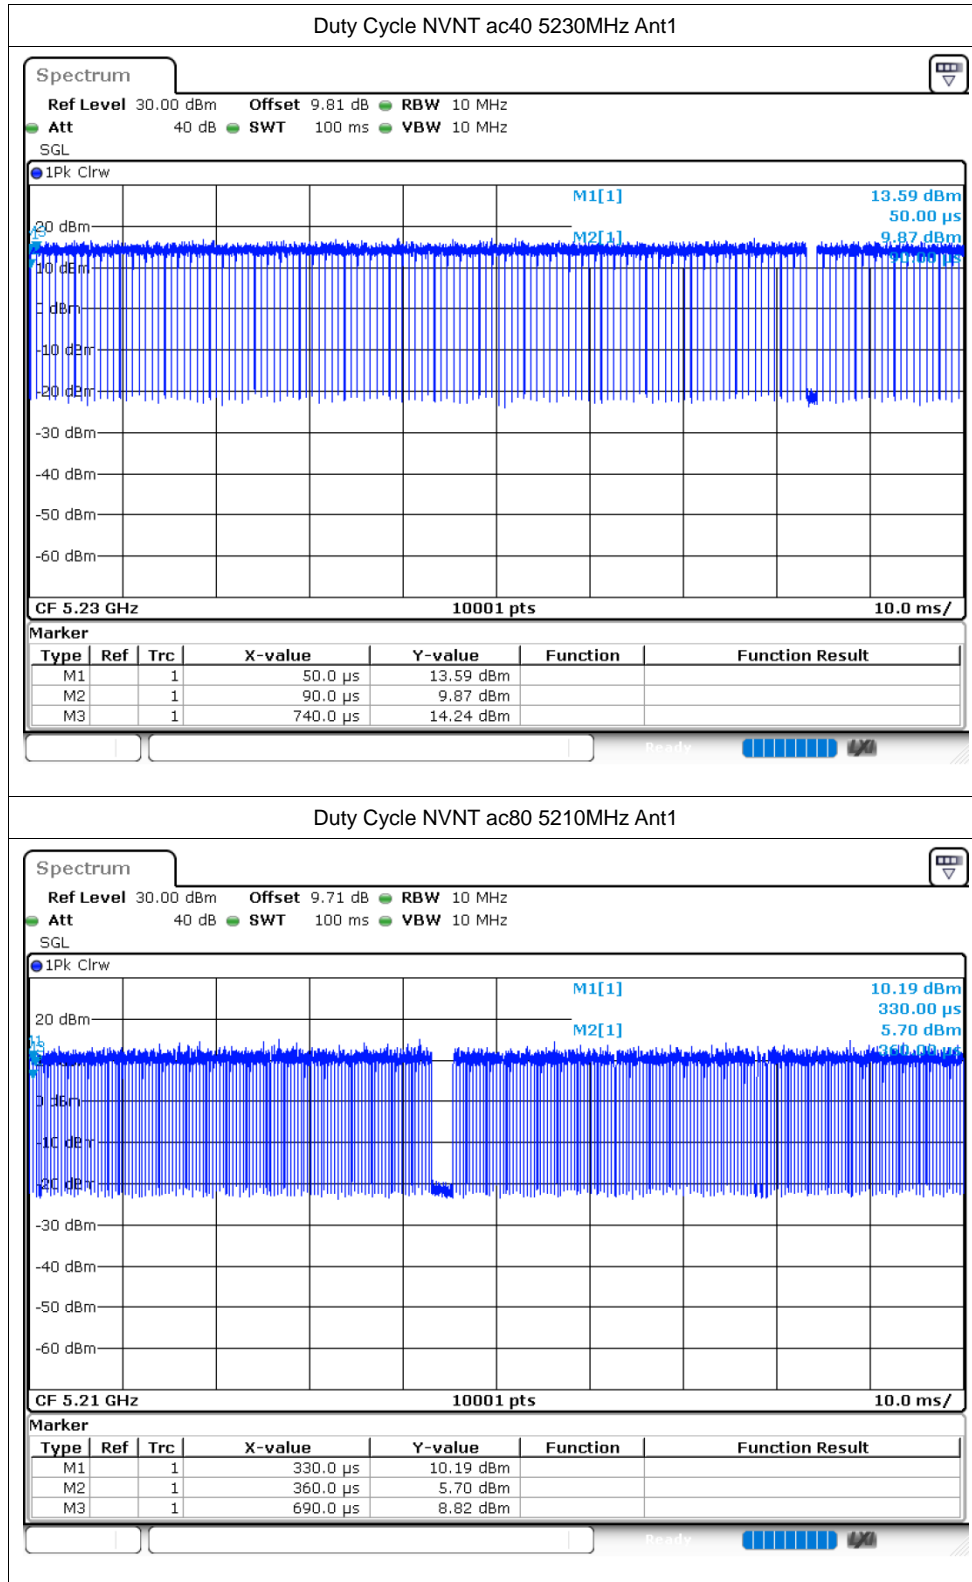 Duty Cycle NVNT ac40 5230MHz Ant1
Spectrum
Ref Level 30.00 dBm Offset 9.81 dB RBW 10 MHz
Att 40 dB SWT 100 ms VBW 10 MHz
SGL
1Pk Clrw
M1[1] 13.59 dBm
50.00 µs
20 dBm
M2[1] 9.87 dBm
90.00 µs
10 dBm
0 dBm
-10 dBm
-20 dBm
-30 dBm
-40 dBm
-50 dBm
-60 dBm
CF 5.23 GHz 10001 pts 10.0 ms/
Marker
Type Ref Trc X-value Y-value Function Function Result
M1 1 50.0 µs 13.59 dBm
M2 1 90.0 µs 9.87 dBm
M3 1 740.0 µs 14.24 dBm
Ready LXI
Duty Cycle NVNT ac80 5210MHz Ant1
Spectrum
Ref Level 30.00 dBm Offset 9.71 dB RBW 10 MHz
Att 40 dB SWT 100 ms VBW 10 MHz
SGL
1Pk Clrw
M1[1] 10.19 dBm
330.00 µs
20 dBm
M2[1] 5.70 dBm
360.00 µs
0 dBm
-10 dBm
-20 dBm
-30 dBm
-40 dBm
-50 dBm
-60 dBm
CF 5.21 GHz 10001 pts 10.0 ms/
Marker
Type Ref Trc X-value Y-value Function Function Result
M1 1 330.0 µs 10.19 dBm
M2 1 360.0 µs 5.70 dBm
M3 1 690.0 µs 8.82 dBm
Ready LXI